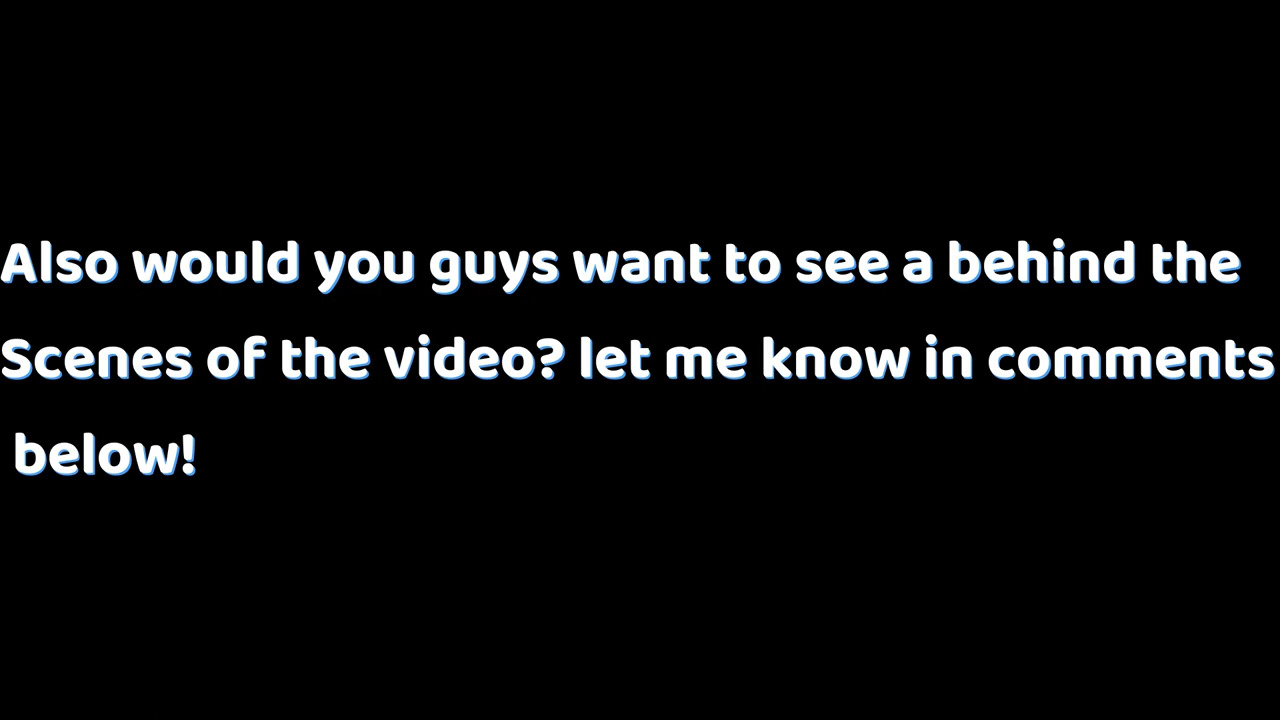 Also would you guys want to see a behind the
Scenes of the video? let me know in comments
below!